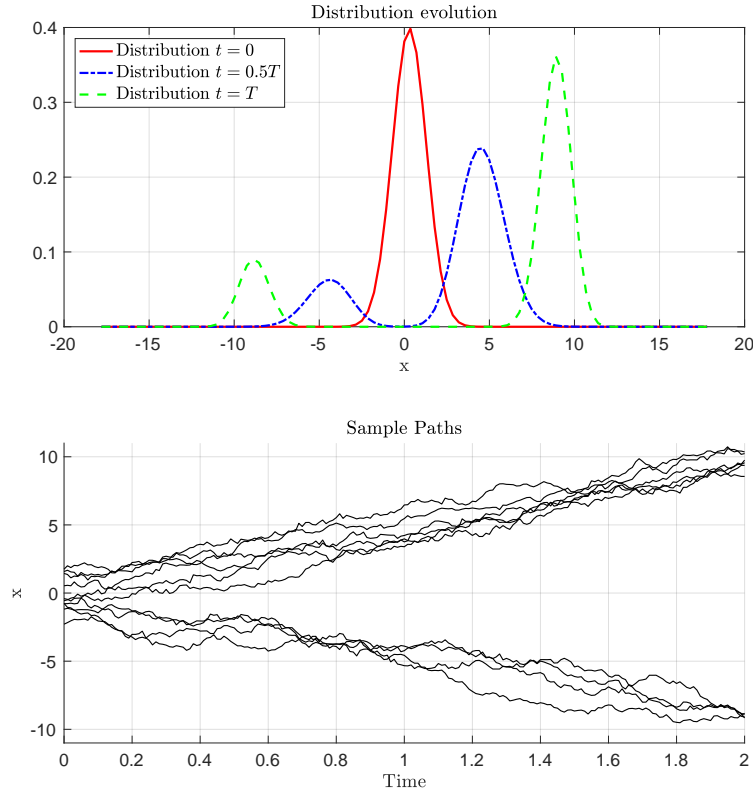 Distribution evolution
0.4
0.3
0.2
0.1
0
Distribution t = 0
Distribution t = 0.5T
Distribution t = T
-20 -15 -10 -5 0 5 10 15 20
x
Sample Paths
10
5
0
-5
-10
x
0 0.2 0.4 0.6 0.8 1 1.2 1.4 1.6 1.8 2
Time